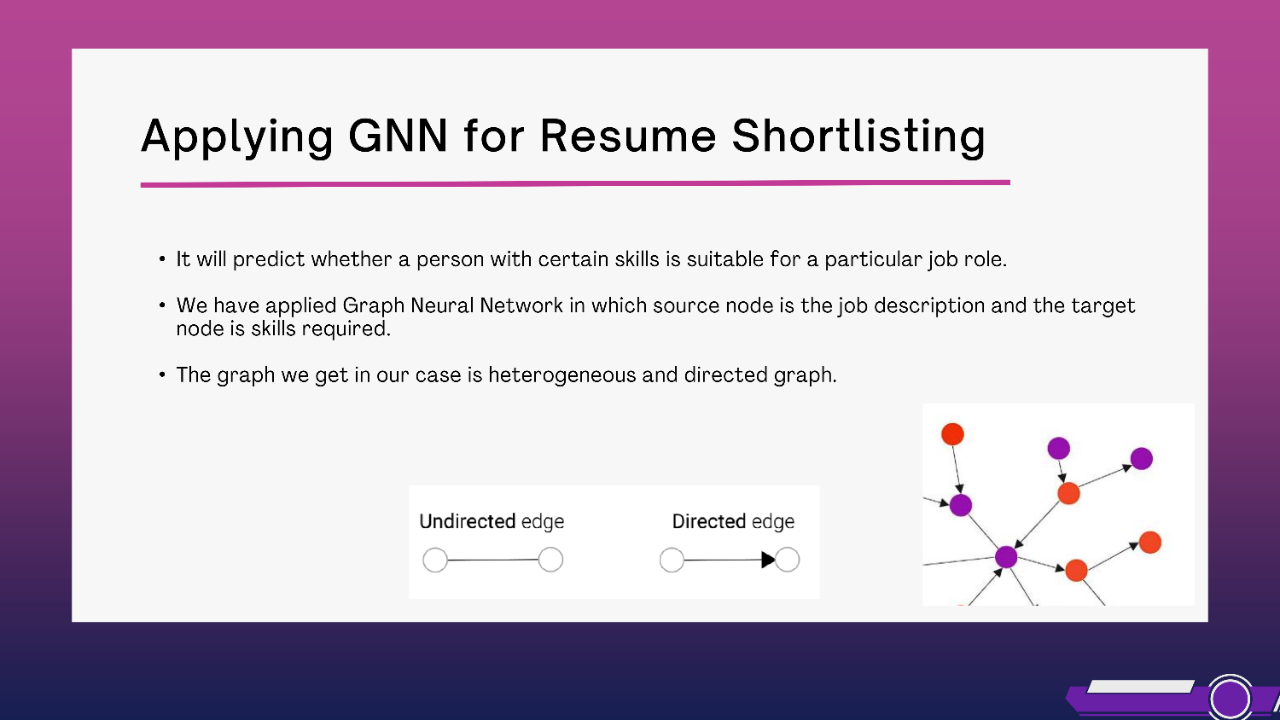 Applying GNN for Resume Shortlisting
• It will predict whether a person with certain skills is suitable for a particular job role.
• We have applied Graph Neural Network in which source node is the job description and the target
node is skills required.
• The graph we get in our case is heterogeneous and directed graph.
Undirected edge
Directed edge